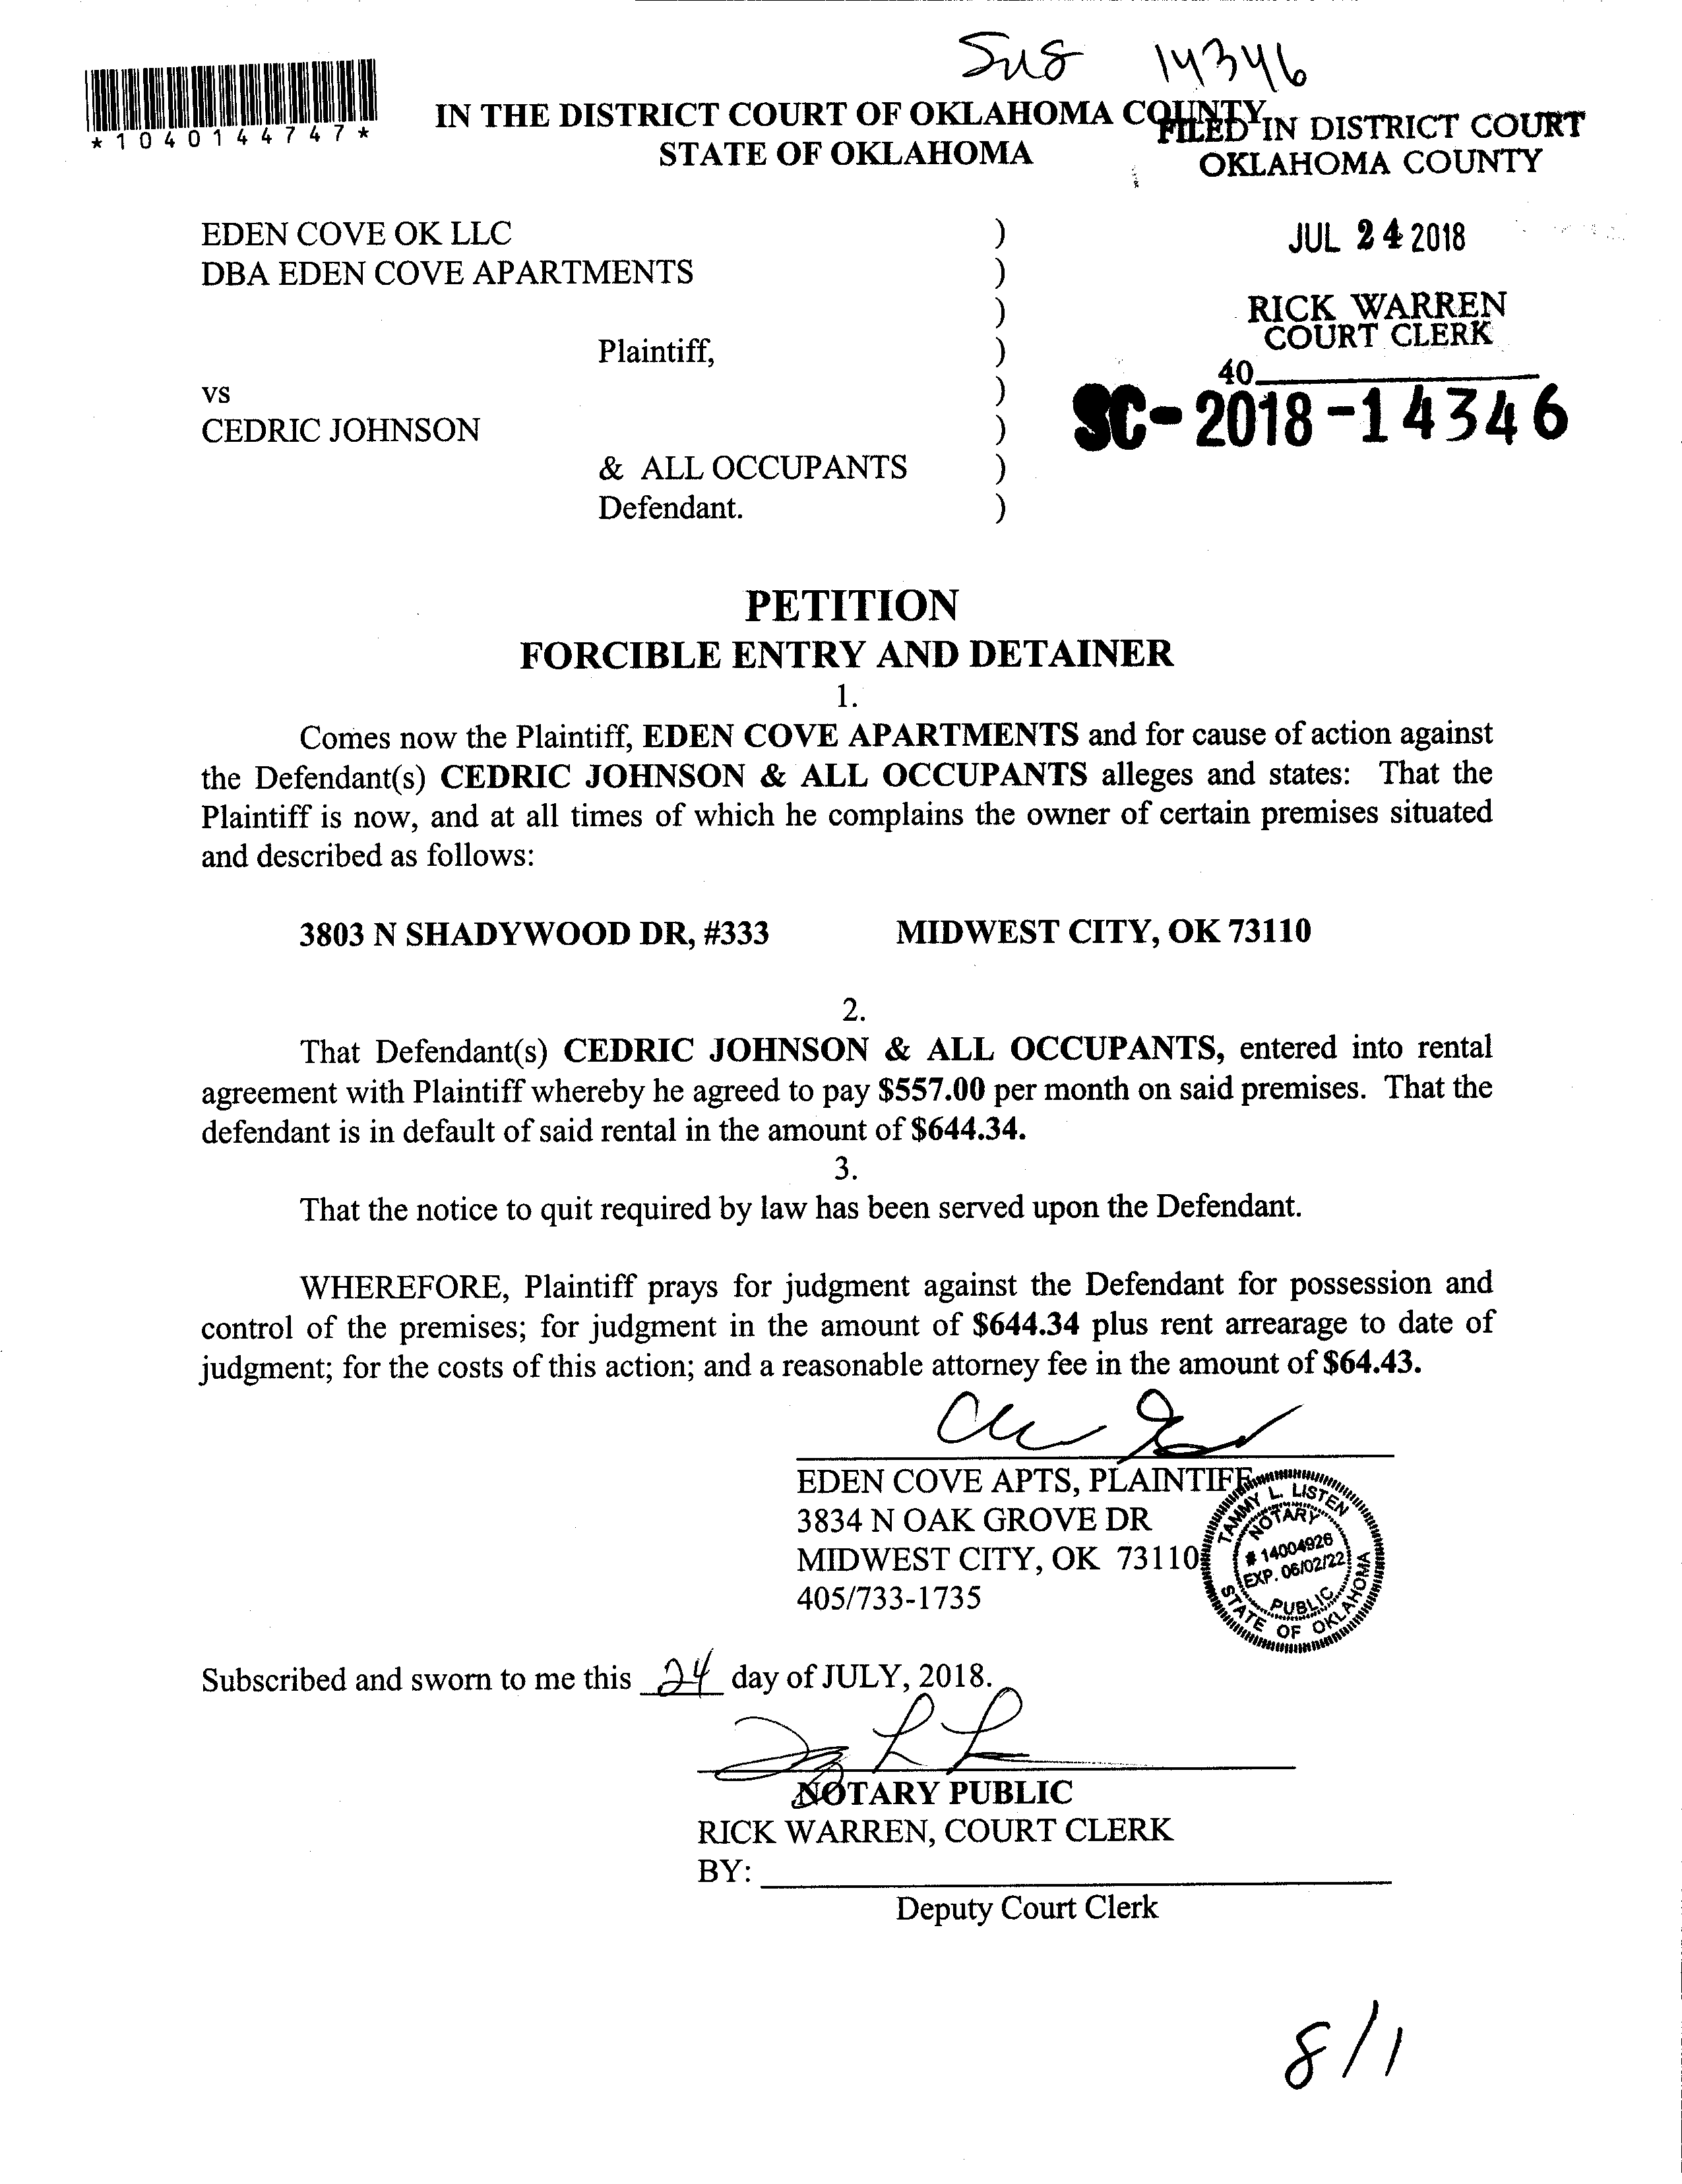 14346
*1040144747*
IN THE DISTRICT COURT OF OKLAHOMA COUNTY
STATE OF OKLAHOMA
FILED IN DISTRICT COURT
OKLAHOMA COUNTY
JUL 24 2018
RICK WARREN
COURT CLERK
40
SC-2018-14346
EDEN COVE OK LLC )
DBA EDEN COVE APARTMENTS )
)
Plaintiff, )
vs )
CEDRIC JOHNSON )
& ALL OCCUPANTS )
Defendant. )
PETITION
FORCIBLE ENTRY AND DETAINER
1.
Comes now the Plaintiff, EDEN COVE APARTMENTS and for cause of action against
the Defendant(s) CEDRIC JOHNSON & ALL OCCUPANTS alleges and states: That the
Plaintiff is now, and at all times of which he complains the owner of certain premises situated
and described as follows:
3803 N SHADYWOOD DR, #333 MIDWEST CITY, OK 73110
2.
That Defendant(s) CEDRIC JOHNSON & ALL OCCUPANTS, entered into rental
agreement with Plaintiff whereby he agreed to pay $557.00 per month on said premises. That the
defendant is in default of said rental in the amount of $644.34.
3.
That the notice to quit required by law has been served upon the Defendant.
WHEREFORE, Plaintiff prays for judgment against the Defendant for possession and
control of the premises; for judgment in the amount of $644.34 plus rent arrearage to date of
judgment; for the costs of this action; and a reasonable attorney fee in the amount of $64.43.
EDEN COVE APTS, PLAINTIFF
3834 N OAK GROVE DR
MIDWEST CITY, OK 73110
405/733-1735
TAMMY L. LISTEN
NOTARY
# 14004926
EXP. 06/02/22
PUBLIC
STATE OF OKLAHOMA
Subscribed and sworn to me this 24 day of JULY, 2018.
NOTARY PUBLIC
RICK WARREN, COURT CLERK
BY:
Deputy Court Clerk
8/1